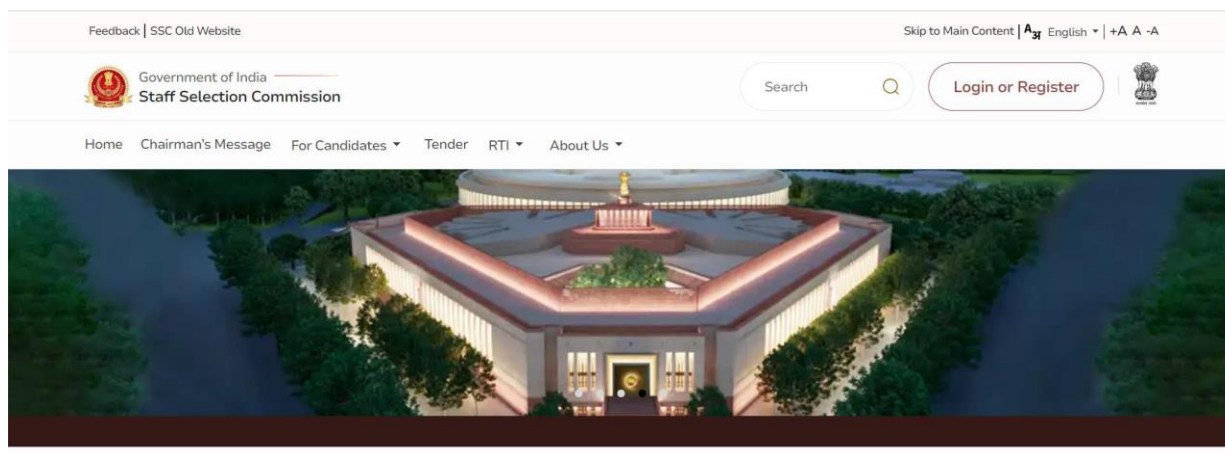 Feedback | SSC Old Website
Skip to Main Content | Aअ English | +A A -A
Government of India
Staff Selection Commission
Search
Login or Register
Home Chairman's Message For Candidates Tender RTI About Us